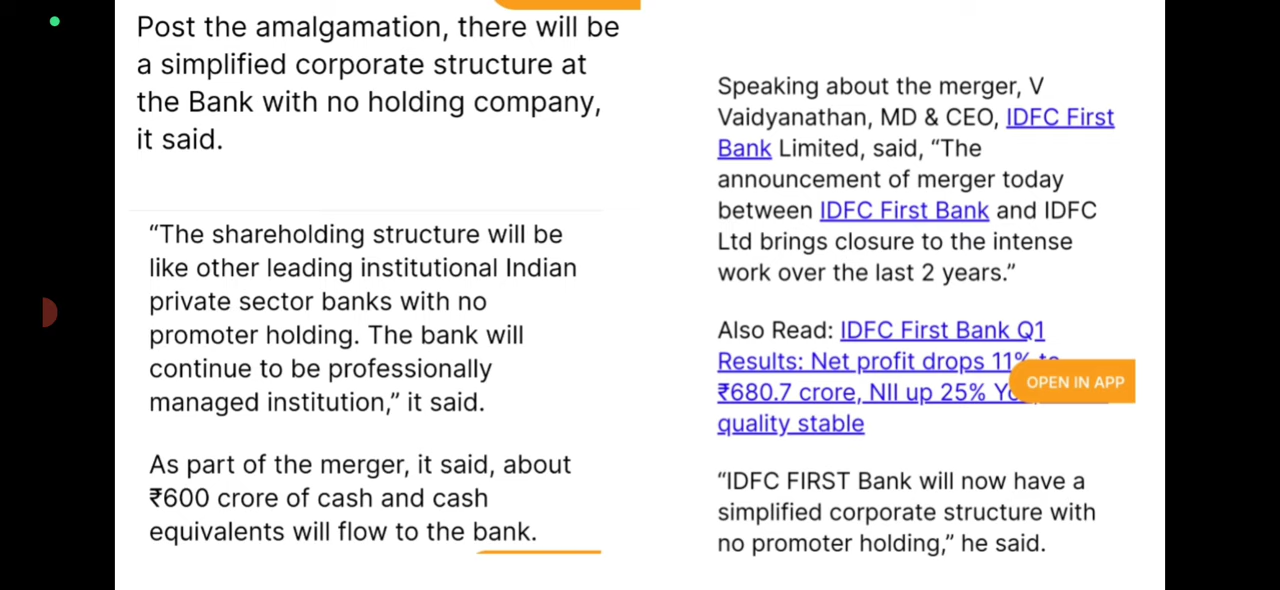 Post the amalgamation, there will be
a simplified corporate structure at
the Bank with no holding company,
it said.
“The shareholding structure will be
like other leading institutional Indian
private sector banks with no
promoter holding. The bank will
continue to be professionally
managed institution,” it said.
As part of the merger, it said, about
₹600 crore of cash and cash
equivalents will flow to the bank.
Speaking about the merger, V
Vaidyanathan, MD & CEO, IDFC First
Bank Limited, said, “The
announcement of merger today
between IDFC First Bank and IDFC
Ltd brings closure to the intense
work over the last 2 years.”
Also Read: IDFC First Bank Q1
Results: Net profit drops 11% to
₹680.7 crore, NII up 25%
OPEN IN APP
quality stable
“IDFC FIRST Bank will now have a
simplified corporate structure with
no promoter holding,” he said.